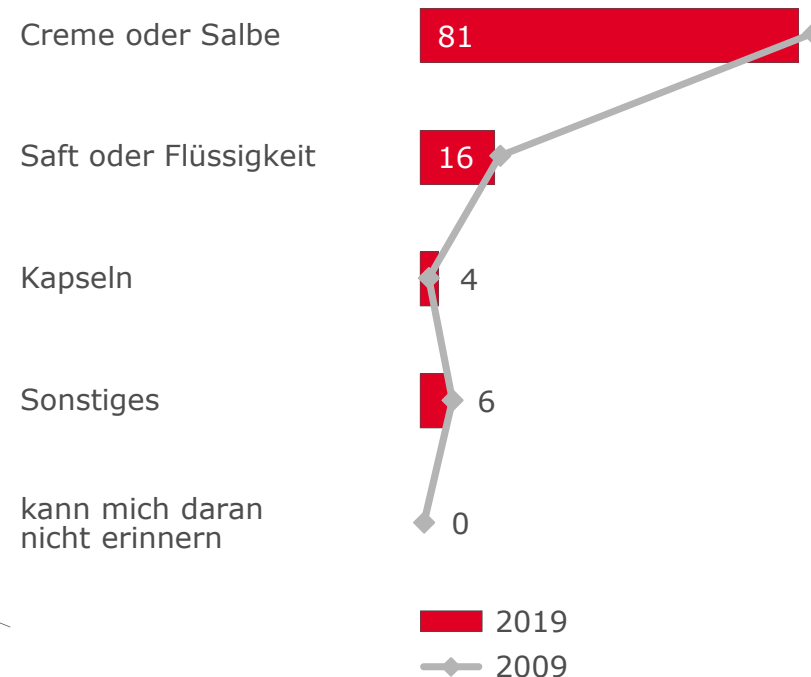 Creme oder Salbe
81
Saft oder Flüssigkeit
16
Kapseln
4
Sonstiges
6
kann mich daran
nicht erinnern
0
2019
2009